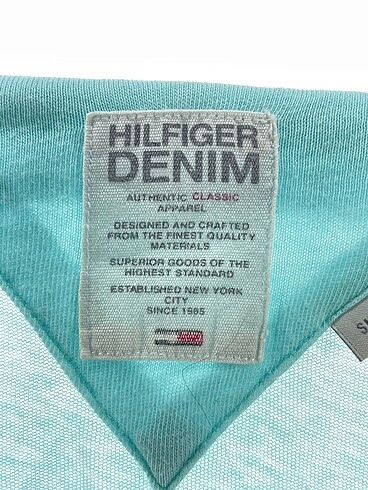 HILFIGER
DENIM
AUTHENTIC CLASSIC
APPAREL
DESIGNED AND CRAFTED
FROM THE FINEST QUALITY
MATERIALS
SUPERIOR GOODS OF THE
HIGHEST STANDARD
ESTABLISHED NEW YORK
CITY
SINCE 1985